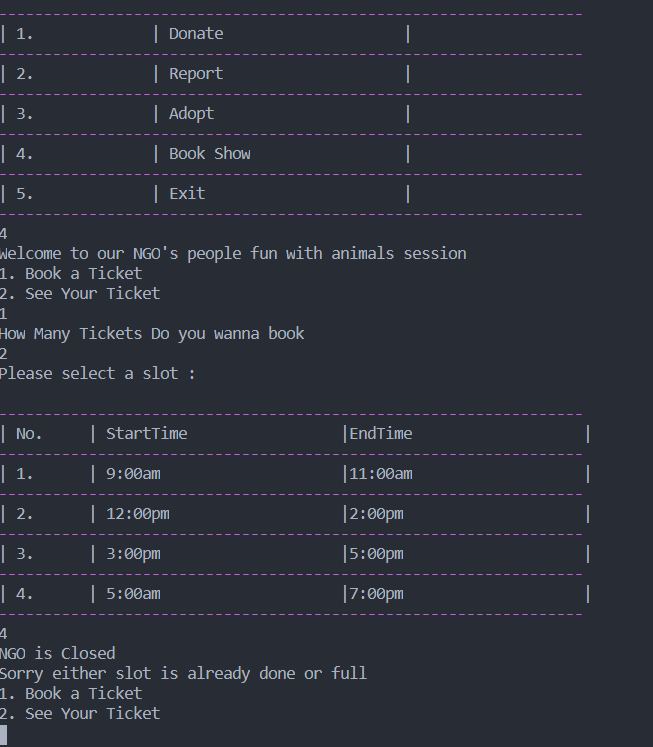 | 1. | Donate |
| 2. | Report |
| 3. | Adopt |
| 4. | Book Show |
| 5. | Exit |
4
Welcome to our NGO's people fun with animals session
1. Book a Ticket
2. See Your Ticket
1
How Many Tickets Do you wanna book
2
Please select a slot :
| No. | StartTime |EndTime |
| 1. | 9:00am |11:00am |
| 2. | 12:00pm |2:00pm |
| 3. | 3:00pm |5:00pm |
| 4. | 5:00am |7:00pm |
4
NGO is Closed
Sorry either slot is already done or full
1. Book a Ticket
2. See Your Ticket